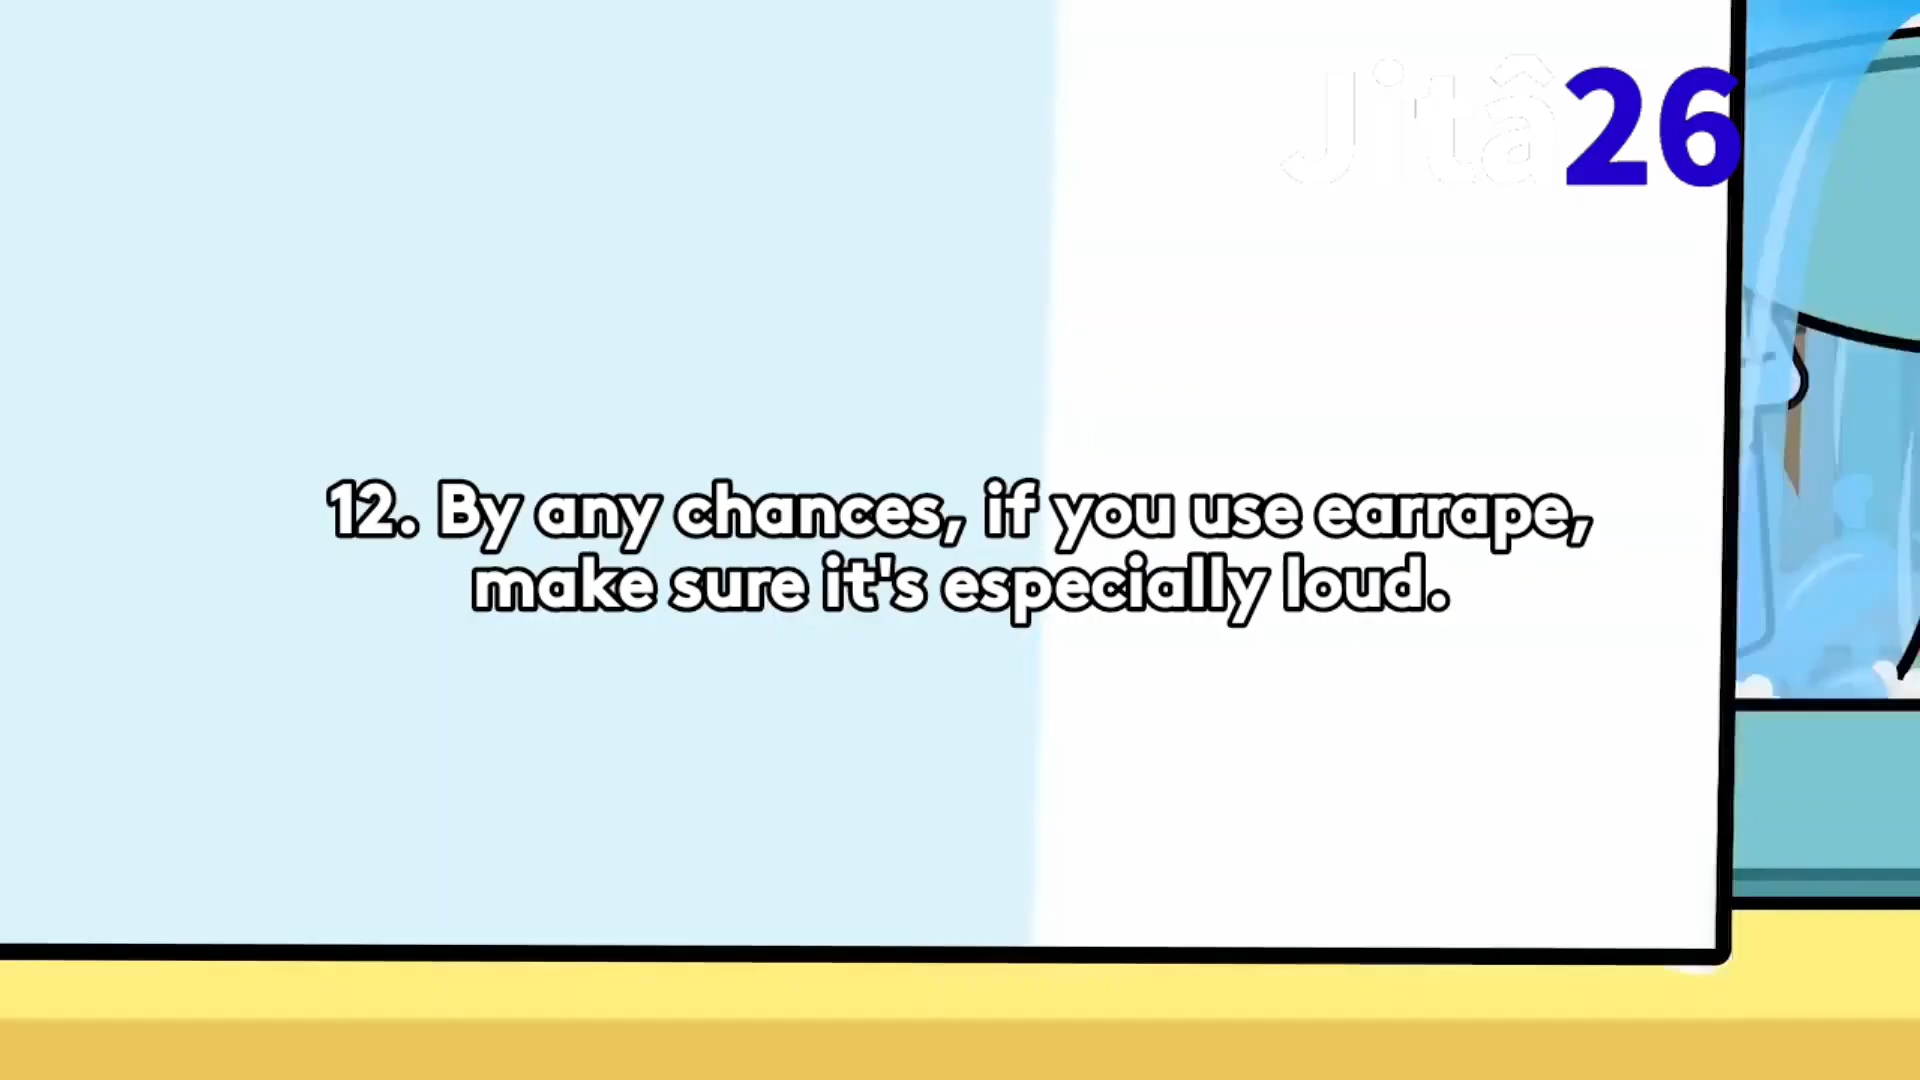 Jitâ26
12. By any chances, if you use earrape,
make sure it's especially loud.